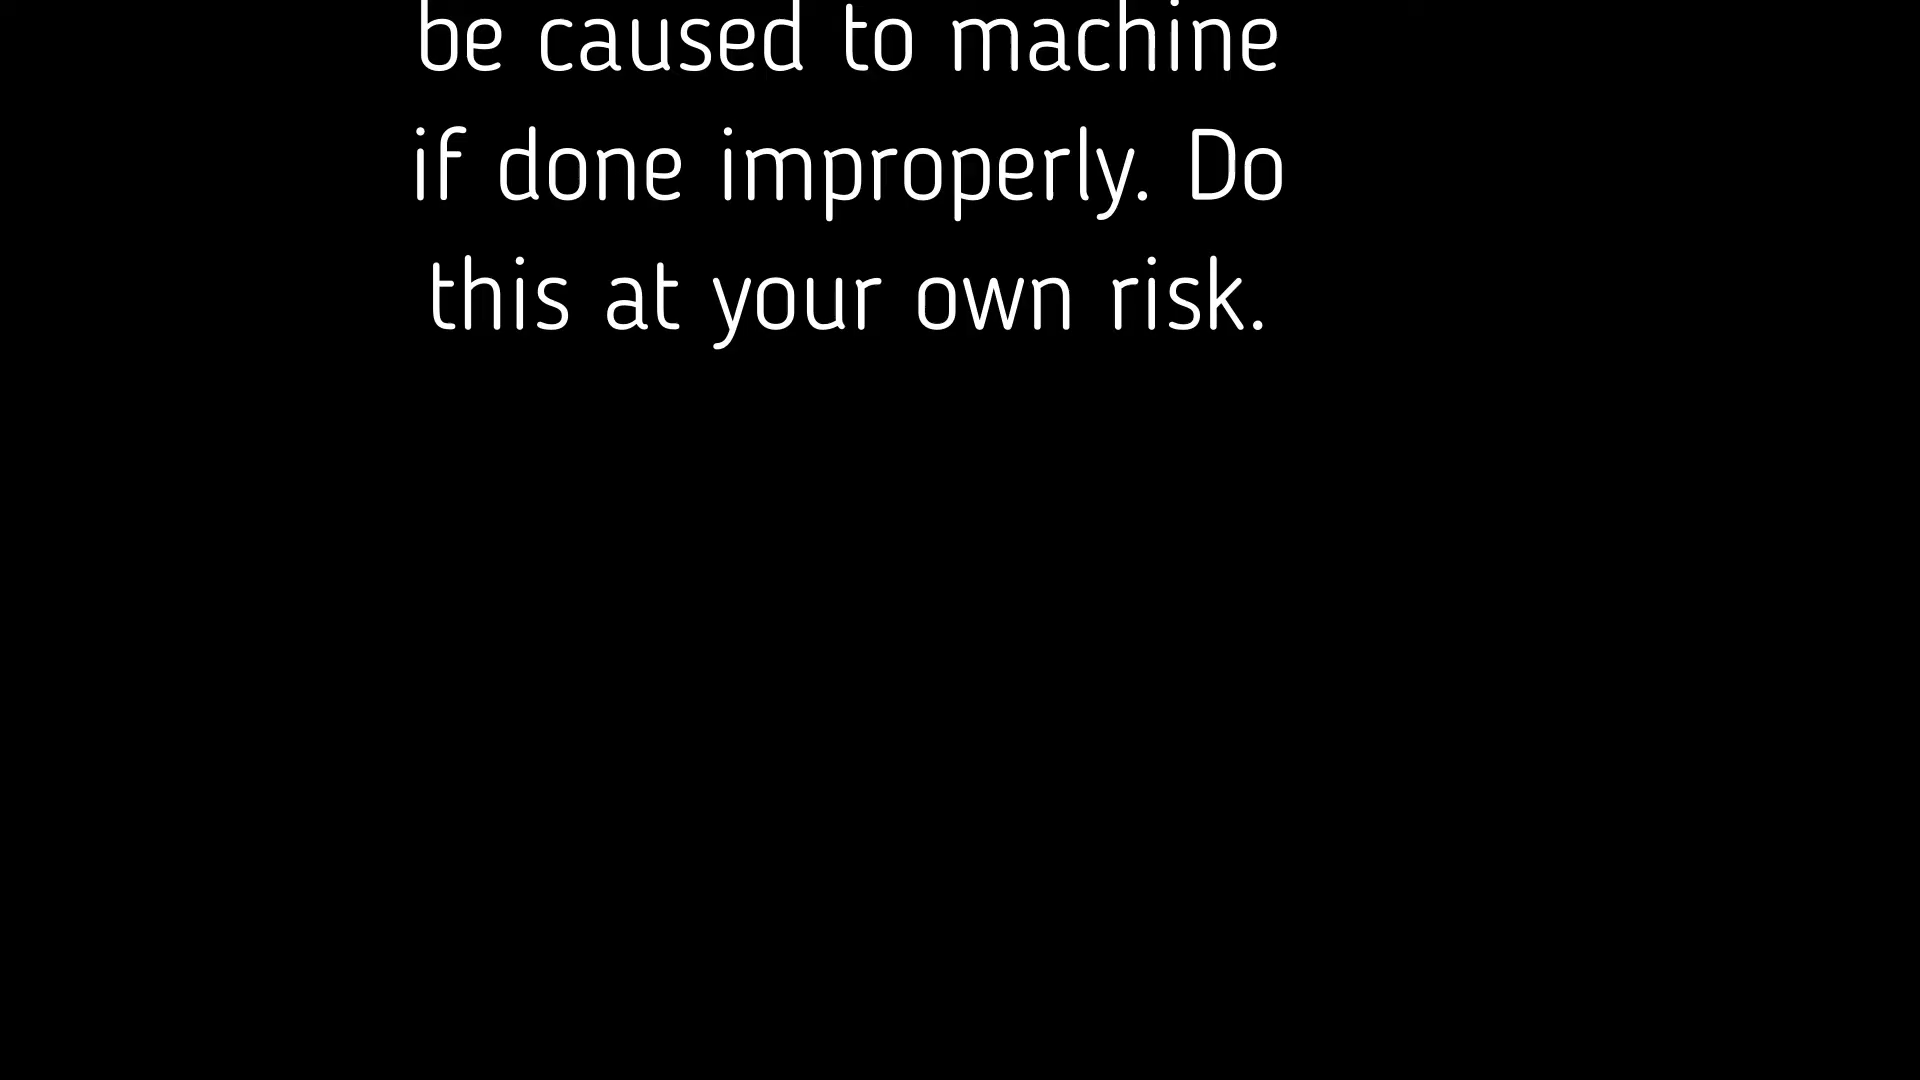 be caused to machine
if done improperly. Do
this at your own risk.